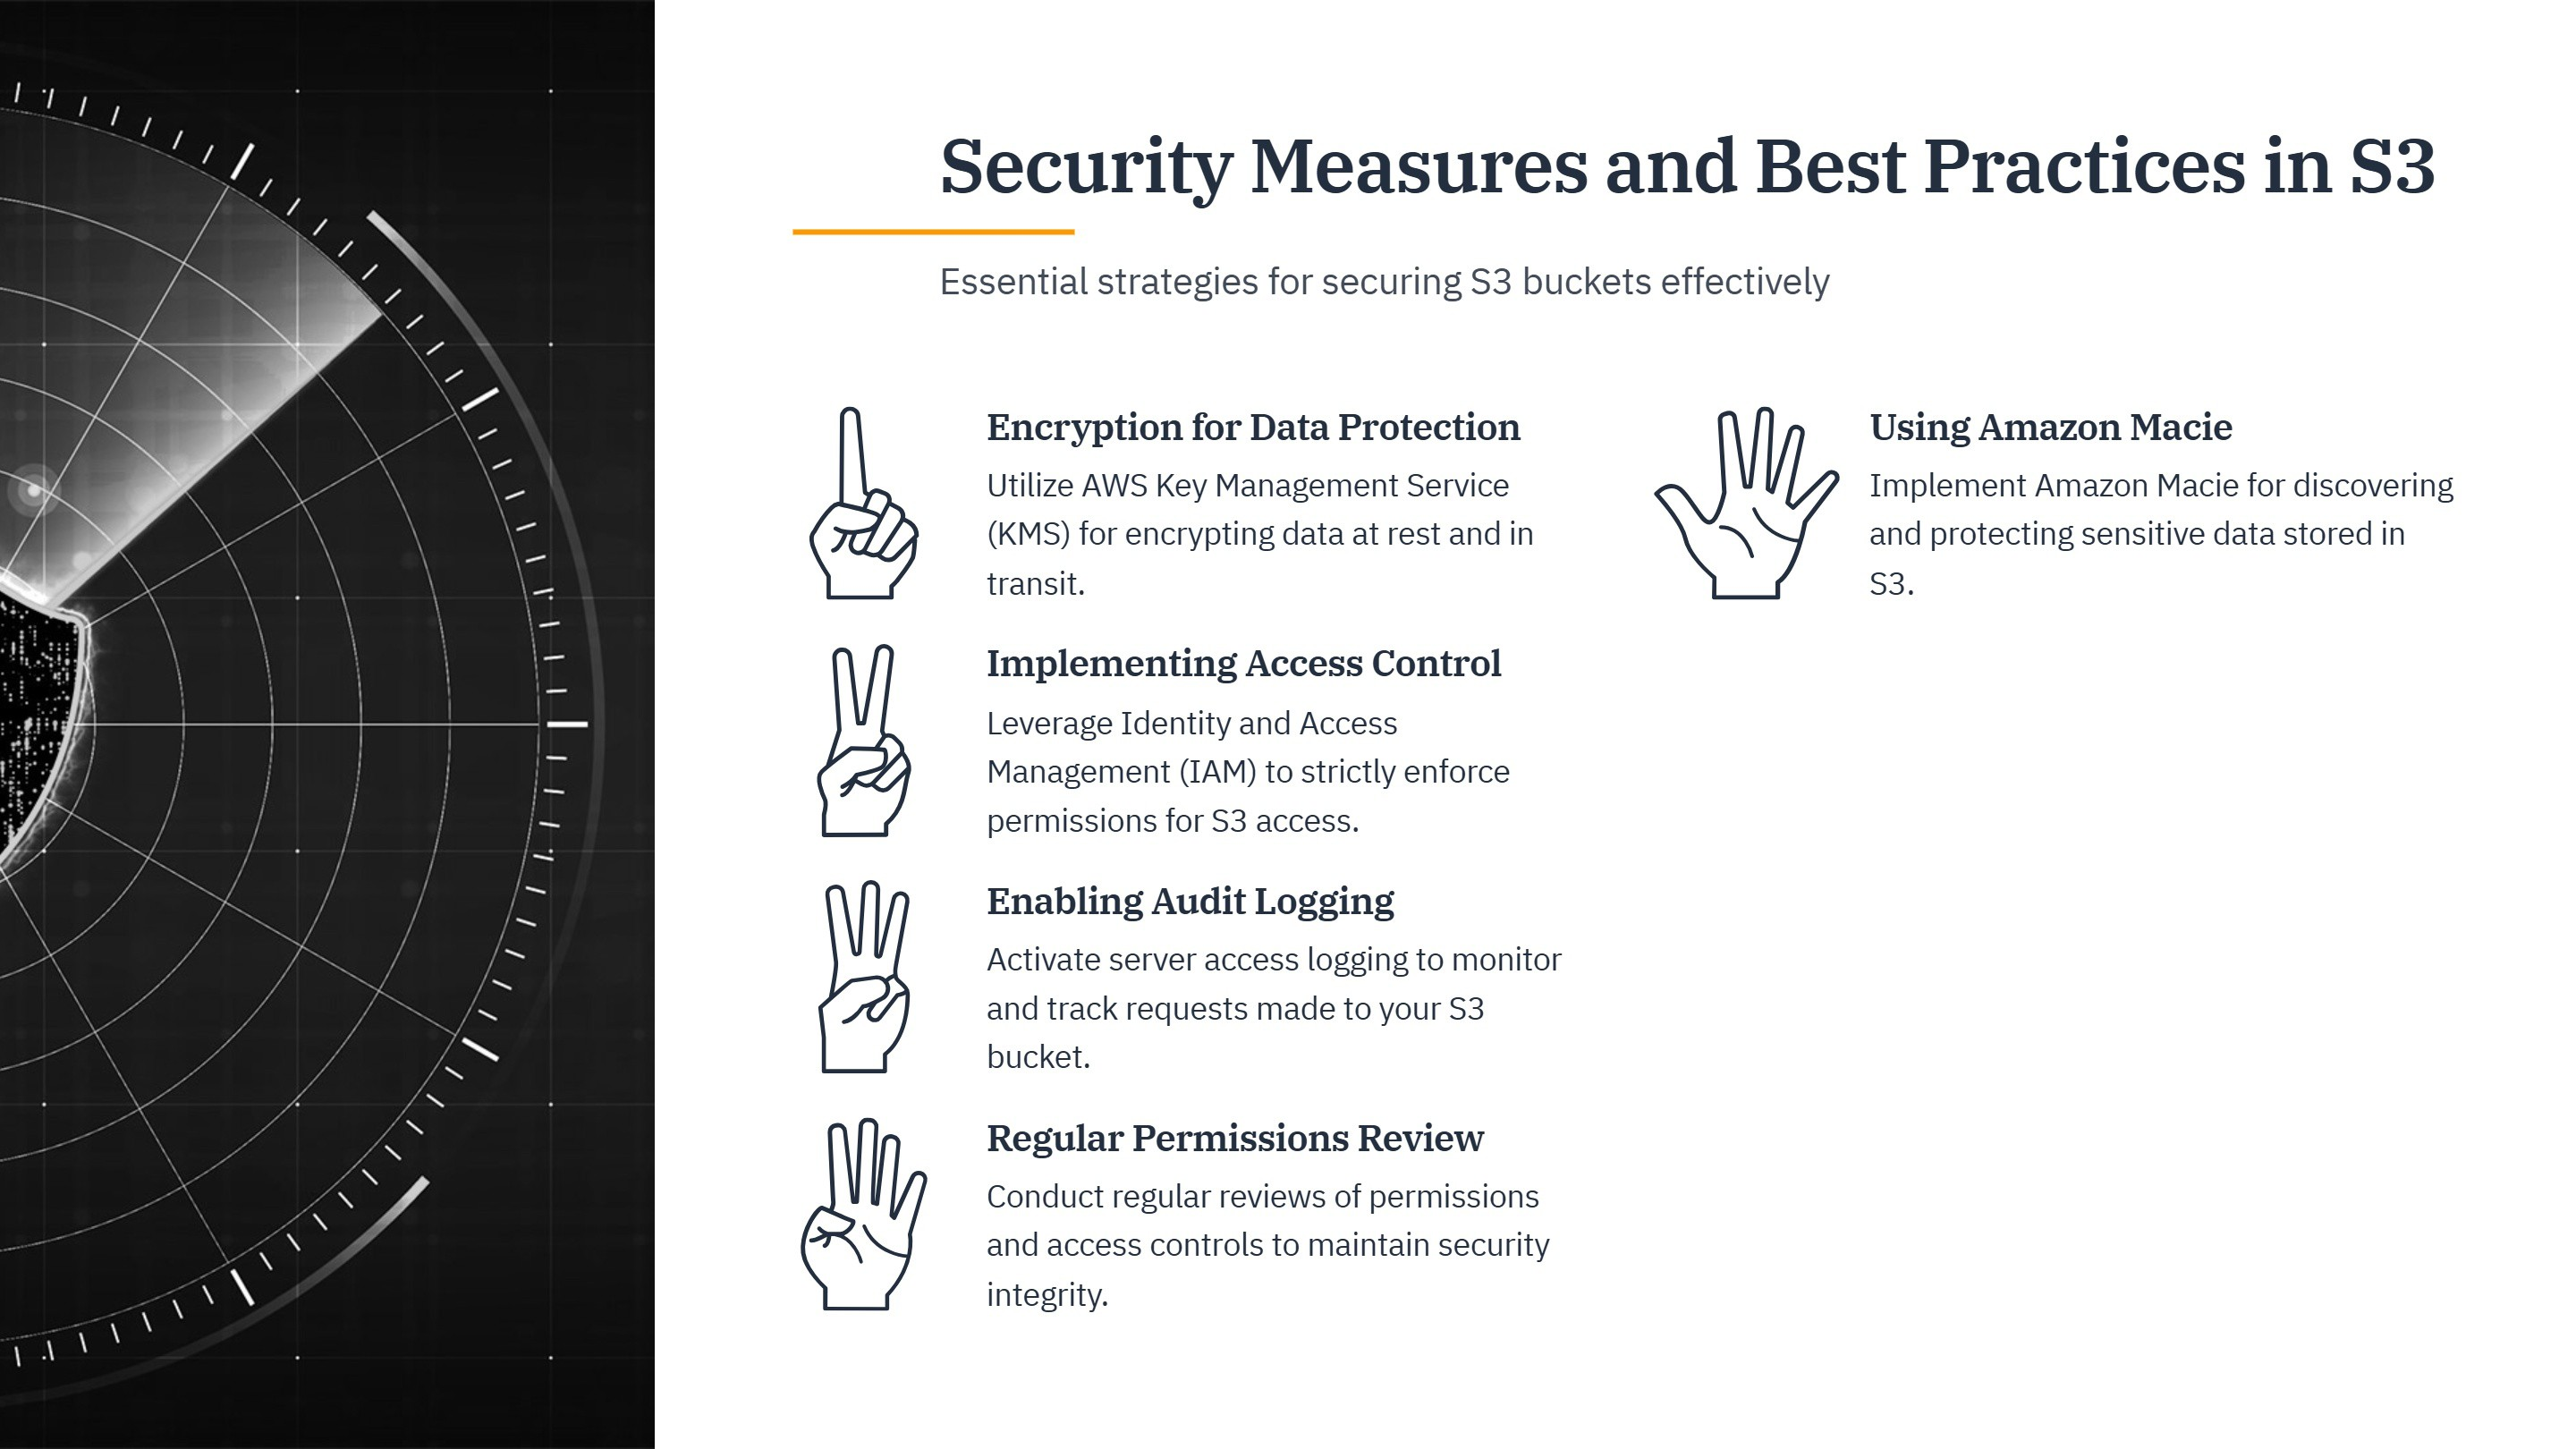 Security Measures and Best Practices in S3
Essential strategies for securing S3 buckets effectively
Encryption for Data Protection
Utilize AWS Key Management Service
(KMS) for encrypting data at rest and in
transit.
Implementing Access Control
Leverage Identity and Access
Management (IAM) to strictly enforce
permissions for S3 access.
Enabling Audit Logging
Activate server access logging to monitor
and track requests made to your S3
bucket.
Regular Permissions Review
Conduct regular reviews of permissions
and access controls to maintain security
integrity.
Using Amazon Macie
Implement Amazon Macie for discovering
and protecting sensitive data stored in
S3.